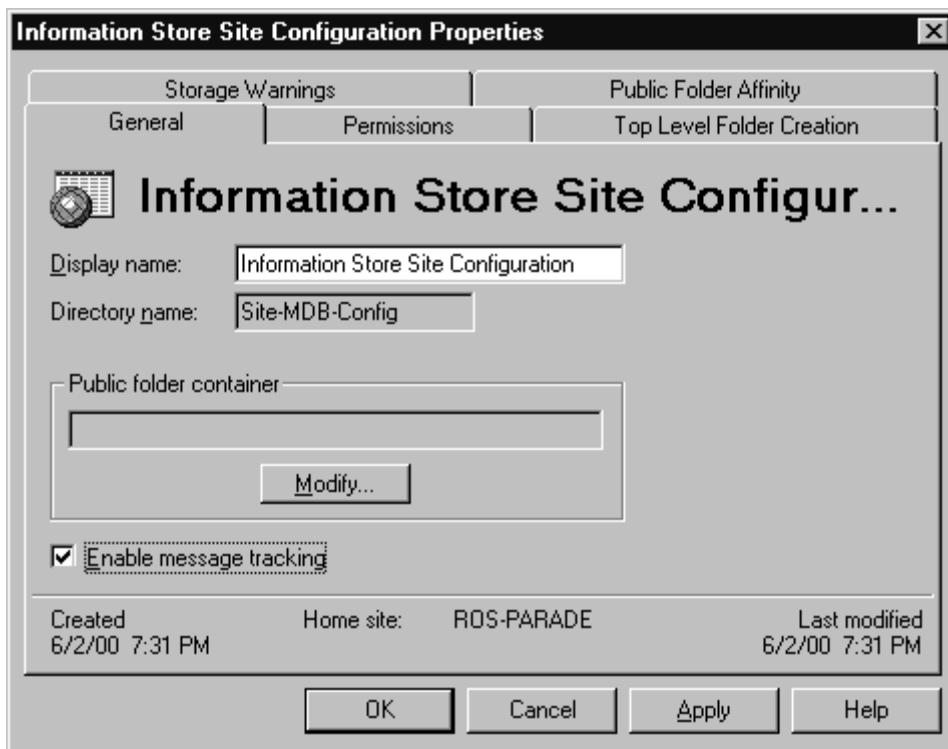 Information Store Site Configuration Properties
Storage Warnings
Public Folder Affinity
General
Permissions
Top Level Folder Creation
Information Store Site Configur...
Display name: Information Store Site Configuration
Directory name: Site-MDB-Config
Public folder container
Modify...
Enable message tracking
Created Home site: ROS-PARADE Last modified
6/2/00 7:31 PM 6/2/00 7:31 PM
OK Cancel Apply Help